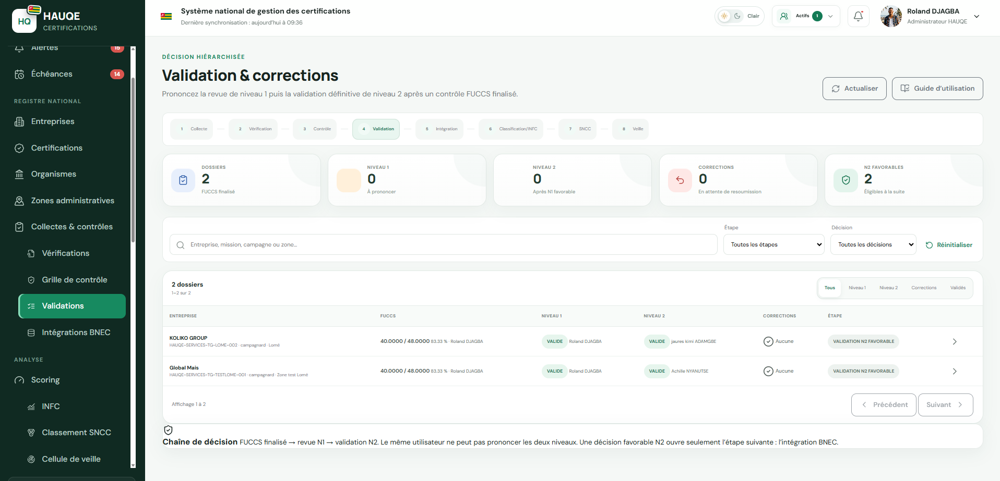 HQ
HAUQE
CERTIFICATIONS
Alertes 15
Échéances 14
REGISTRE NATIONAL
Entreprises
Certifications
Organismes
Zones administratives
Collectes & contrôles
Vérifications
Grille de contrôle
Validations
Intégrations BNEC
ANALYSE
Scoring
INFC
Classement SNCC
Cellule de veille
Système national de gestion des certifications
Dernière synchronisation : aujourd'hui à 09:36
Clair
Actifs 1
Roland DJAGBA
Administrateur HAUQE
DÉCISION HIÉRARCHISÉE
Validation & corrections
Prononcez la revue de niveau 1 puis la validation définitive de niveau 2 après un contrôle FUCCS finalisé.
Actualiser
Guide d'utilisation
1 Collecte
2 Vérification
3 Contrôle
4 Validation
5 Intégration
6 Classification/INFC
7 SNCC
8 Veille
DOSSIERS
2
FUCCS finalisé
NIVEAU 1
0
À prononcer
NIVEAU 2
0
Après N1 favorable
CORRECTIONS
0
En attente de resoumission
N2 FAVORABLES
2
Éligibles à la suite
Entreprise, mission, campagne ou zone...
Étape
Toutes les étapes
Décision
Toutes les décisions
Réinitialiser
2 dossiers
1–2 sur 2
Tous Niveau 1 Niveau 2 Corrections Validés
ENTREPRISE FUCCS NIVEAU 1 NIVEAU 2 CORRECTIONS ÉTAPE
KOLIKO GROUP
HAUQE-SERVICES-TG-LOME-002 · campagnard · Lomé
40.0000 / 48.0000 83.33 % · Roland DJAGBA
VALIDE Roland DJAGBA
VALIDE jaures kimi ADAMGBE
Aucune
VALIDATION N2 FAVORABLE
Global Mais
HAUQE-SERVICES-TG-TESTLOME-001 · campagnard · Zone test Lomé
40.0000 / 48.0000 83.33 % · Roland DJAGBA
VALIDE Roland DJAGBA
VALIDE Achille NYANUTSE
Aucune
VALIDATION N2 FAVORABLE
Affichage 1 à 2
Précédent
Suivant
Chaîne de décision FUCCS finalisé → revue N1 → validation N2. Le même utilisateur ne peut pas prononcer les deux niveaux. Une décision favorable N2 ouvre seulement l'étape suivante : l'intégration BNEC.